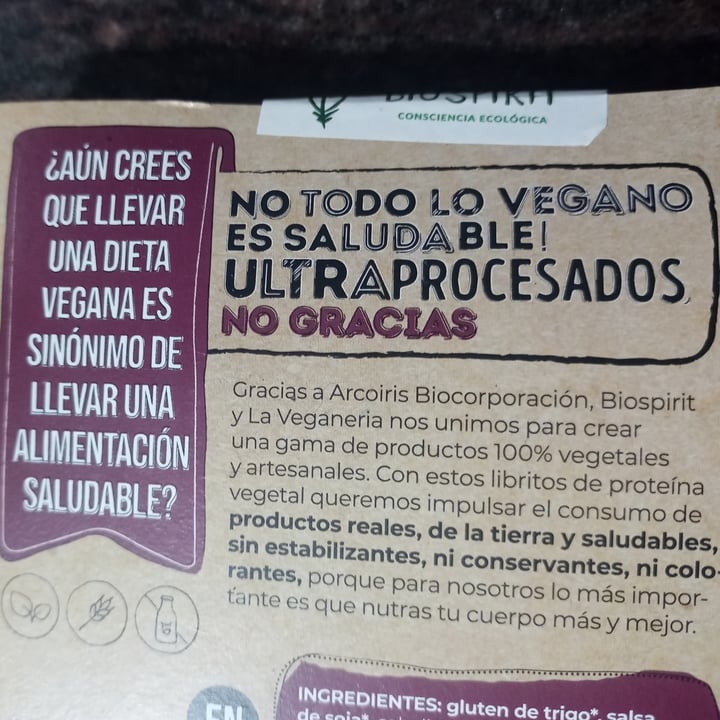 BIOSPIRIT
CONSCIENCIA ECOLÓGICA
¿AÚN CREES
QUE LLEVAR
UNA DIETA
VEGANA ES
SINÓNIMO DE
LLEVAR UNA
ALIMENTACIÓN
SALUDABLE?
NO TODO LO VEGANO
ES SALUDABLE!
ULTRAPROCESADOS,
NO GRACIAS
Gracias a Arcoiris Biocorporación, Biospirit
y La Veganeria nos unimos para crear
una gama de productos 100% vegetales
y artesanales. Con estos libritos de proteína
vegetal queremos impulsar el consumo de
productos reales, de la tierra y saludables,
sin estabilizantes, ni conservantes, ni colo-
rantes, porque para nosotros lo más impor-
tante es que nutras tu cuerpo más y mejor.
EN
INGREDIENTES: gluten de trigo*, salsa
de soja*,